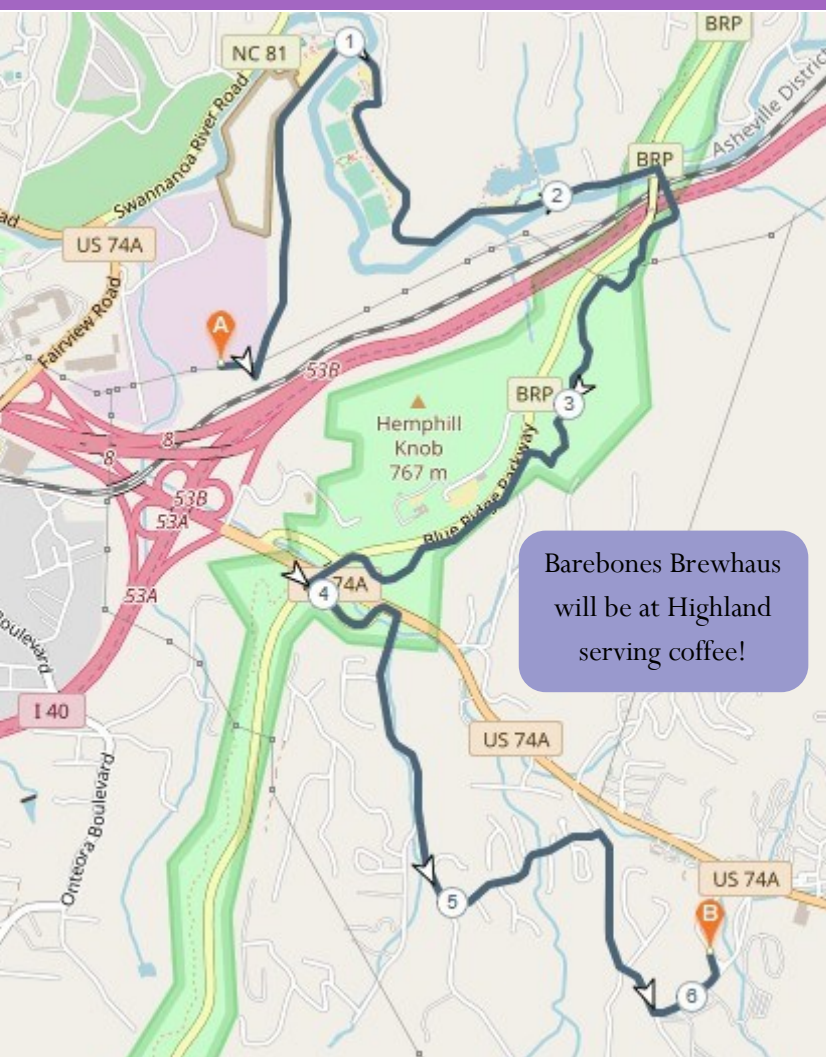 BRP
NC 81
1
Asheville District
Swannanoa River Road
BRP
2
ad
US 74A
Fairview Road
A
53B
BRP
3
Hemphill
Knob
767 m
8
8
53B
53A
Blue Ridge Parkway
Barebones Brewhaus
will be at Highland
serving coffee!
74A
4
53A
Boulevard
I 40
US 74A
Onteora Boulevard
US 74A
5
B
6